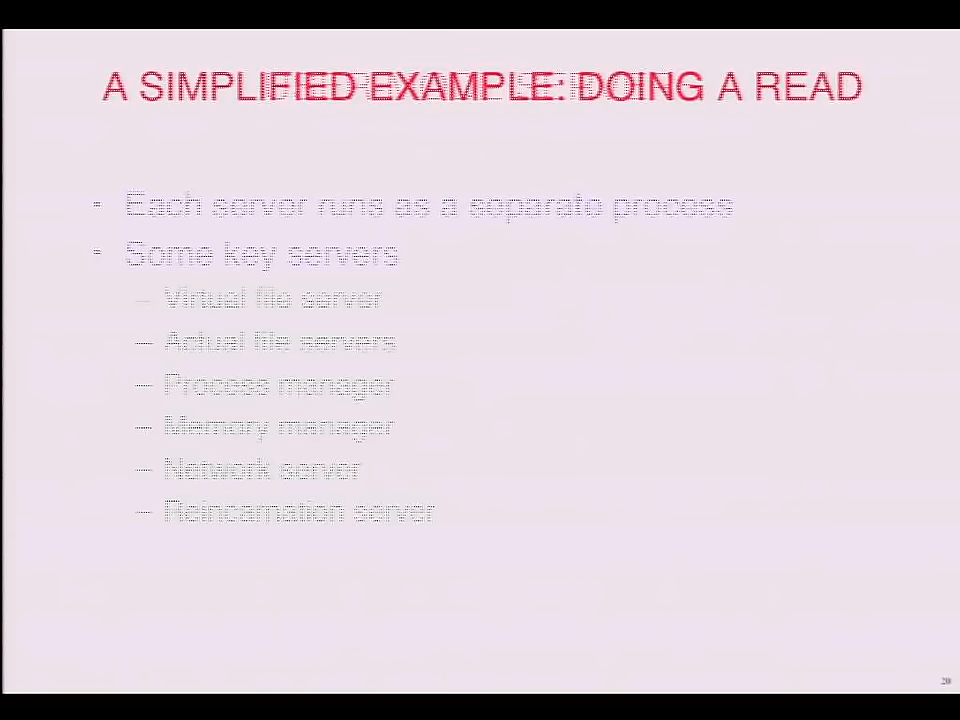 A SIMPLIFIED EXAMPLE: DOING A READ
• Each server runs as a separate process
• Some key servers
– Virtual file server
– Actual file servers
– Process manager
– Memory manager
– Network server
– Reincarnation server
20